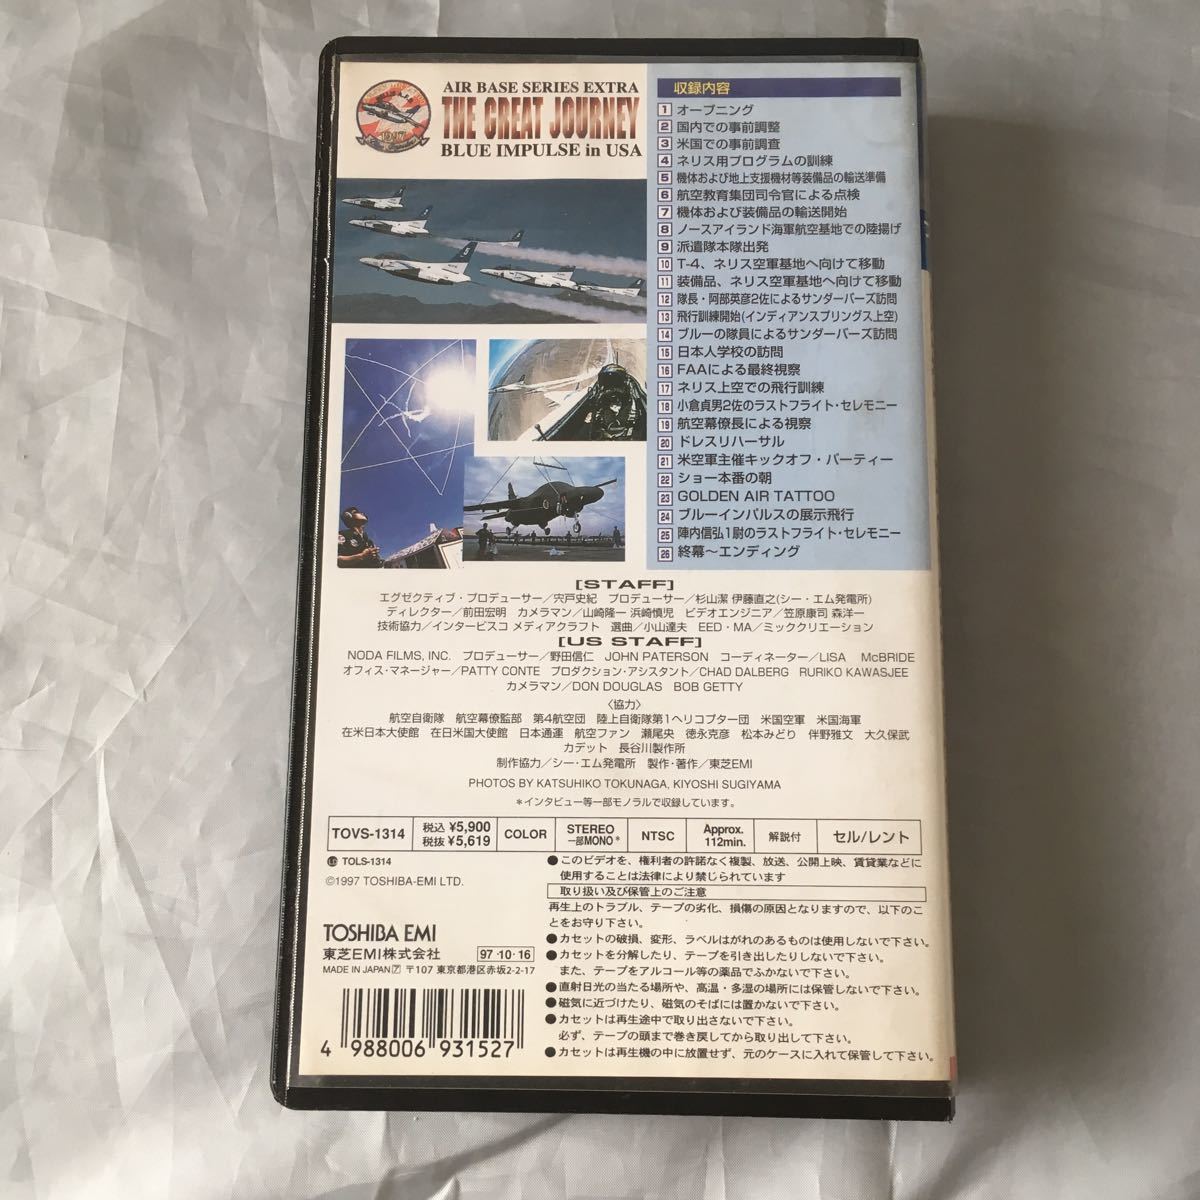 AIR BASE SERIES EXTRA
THE GREAT JOURNEY
BLUE IMPULSE in USA
1997
収録内容
1 オープニング
2 国内での事前調整
3 米国での事前調査
4 ネリス用プログラムの訓練
5 機体および地上支援機材等装備品の輸送準備
6 航空教育集団司令官による点検
7 機体および装備品の輸送開始
8 ノースアイランド海軍航空基地での陸揚げ
9 派遣隊本隊出発
10 T-4、ネリス空軍基地へ向けて移動
11 装備品、ネリス空軍基地へ向けて移動
12 隊長・阿部英彦2佐によるサンダーバーズ訪問
13 飛行訓練開始(インディアンスプリングス上空)
14 ブルーの隊員によるサンダーバーズ訪問
15 日本人学校の訪問
16 FAAによる最終視察
17 ネリス上空での飛行訓練
18 小倉貞男2佐のラストフライト・セレモニー
19 航空幕僚長による視察
20 ドレスリハーサル
21 米空軍主催キックオフ・パーティー
22 ショー本番の朝
23 GOLDEN AIR TATTOO
24 ブルーインパルスの展示飛行
25 陣内信弘1尉のラストフライト・セレモニー
26 終幕〜エンディング
[STAFF]
エグゼクティブ・プロデューサー／宍戸史紀 プロデューサー／杉山潔 伊藤直之(シー・エム発電所)
ディレクター／前田宏明 カメラマン／山崎隆一 浜崎慎児 ビデオエンジニア／笠原康司 森洋一
技術協力／インタービスコ メディアクラフト 選曲／小山達夫 EED・MA／ミッククリエーション
[US STAFF]
NODA FILMS, INC. プロデューサー／野田信仁 JOHN PATERSON コーディネーター／LISA McBRIDE
オフィス・マネージャー／PATTY CONTE プロダクション・アシスタント／CHAD DALBERG RURIKO KAWASJEE
カメラマン／DON DOUGLAS BOB GETTY
〈協力〉
航空自衛隊 航空幕僚監部 第4航空団 陸上自衛隊第1ヘリコプター団 米国空軍 米国海軍
在米日本大使館 在日米国大使館 日本通運 航空ファン 瀬尾央 徳永克彦 松本みどり 伴野雅文 大久保武
カデット 長谷川製作所
制作協力／シー・エム発電所 製作・著作／東芝EMI
PHOTOS BY KATSUHIKO TOKUNAGA, KIYOSHI SUGIYAMA
＊インタビュー等一部モノラルで収録しています。
TOVS-1314 税込 ¥5,900 税抜 ¥5,619 COLOR STEREO 一部MONO＊ NTSC Approx. 112min. 解説付 セル/レント
TOLS-1314
©1997 TOSHIBA-EMI LTD.
●このビデオを、権利者の許諾なく複製、放送、公開上映、賃貸業などに
使用することは法律により禁じられています
取り扱い及び保管上のご注意
再生上のトラブル、テープの劣化、損傷の原因となりますので、以下のこ
とをお守り下さい。
●カセットの破損、変形、ラベルはがれのあるものは使用しないで下さい。
●カセットを分解したり、テープを引き出したりしないで下さい。
また、テープをアルコール等の薬品でふかないで下さい。
●直射日光の当たる場所や、高温・多湿の場所には保管しないで下さい。
●磁気に近づけたり、磁気のそばには置かないで下さい。
●カセットは再生途中で取り出さないで下さい。
必ず、テープの頭まで巻き戻してから取り出して下さい。
●カセットは再生機の中に放置せず、元のケースに入れて保管して下さい。
TOSHIBA EMI
東芝EMI株式会社 97・10・16
MADE IN JAPAN ア 〒107 東京都港区赤坂2-2-17
4 988006 931527